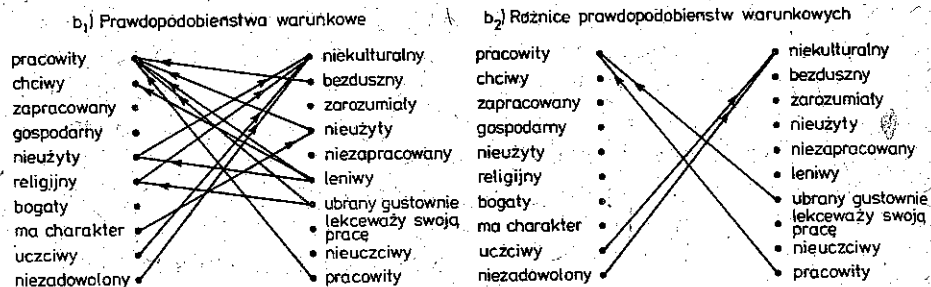 b₁) Prawdopodobieństwa warunkowe
pracowity
chciwy
zapracowany
gospodarny
nieużyty
religijny
bogaty
ma charakter
uczciwy
niezadowolony
niekulturalny
bezduszny
zarozumiały
nieużyty
niezapracowany
leniwy
ubrany gustownie
lekceważy swoją
pracę
nieuczciwy
pracowity
b₂) Różnice prawdopodobieństw warunkowych
pracowity
chciwy
zapracowany
gospodarny
nieużyty
religijny
bogaty
ma charakter
uczciwy
niezadowolony
niekulturalny
bezduszny
zarozumiały
nieużyty
niezapracowany
leniwy
ubrany gustownie
lekceważy swoją
pracę
nieuczciwy
pracowity